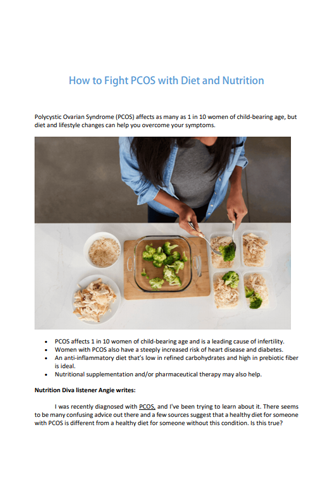 How to Fight PCOS with Diet and Nutrition
Polycystic Ovarian Syndrome (PCOS) affects as many as 1 in 10 women of child-bearing age, but
diet and lifestyle changes can help you overcome your symptoms.
• PCOS affects 1 in 10 women of child-bearing age and is a leading cause of infertility.
• Women with PCOS also have a steeply increased risk of heart disease and diabetes.
• An anti-inflammatory diet that's low in refined carbohydrates and high in prebiotic fiber
is ideal.
• Nutritional supplementation and/or pharmaceutical therapy may also help.
Nutrition Diva listener Angie writes:
I was recently diagnosed with PCOS, and I've been trying to learn about it. There seems
to be many confusing advice out there and a few sources suggest that a healthy diet for someone
with PCOS is different from a healthy diet for someone without this condition. Is this true?